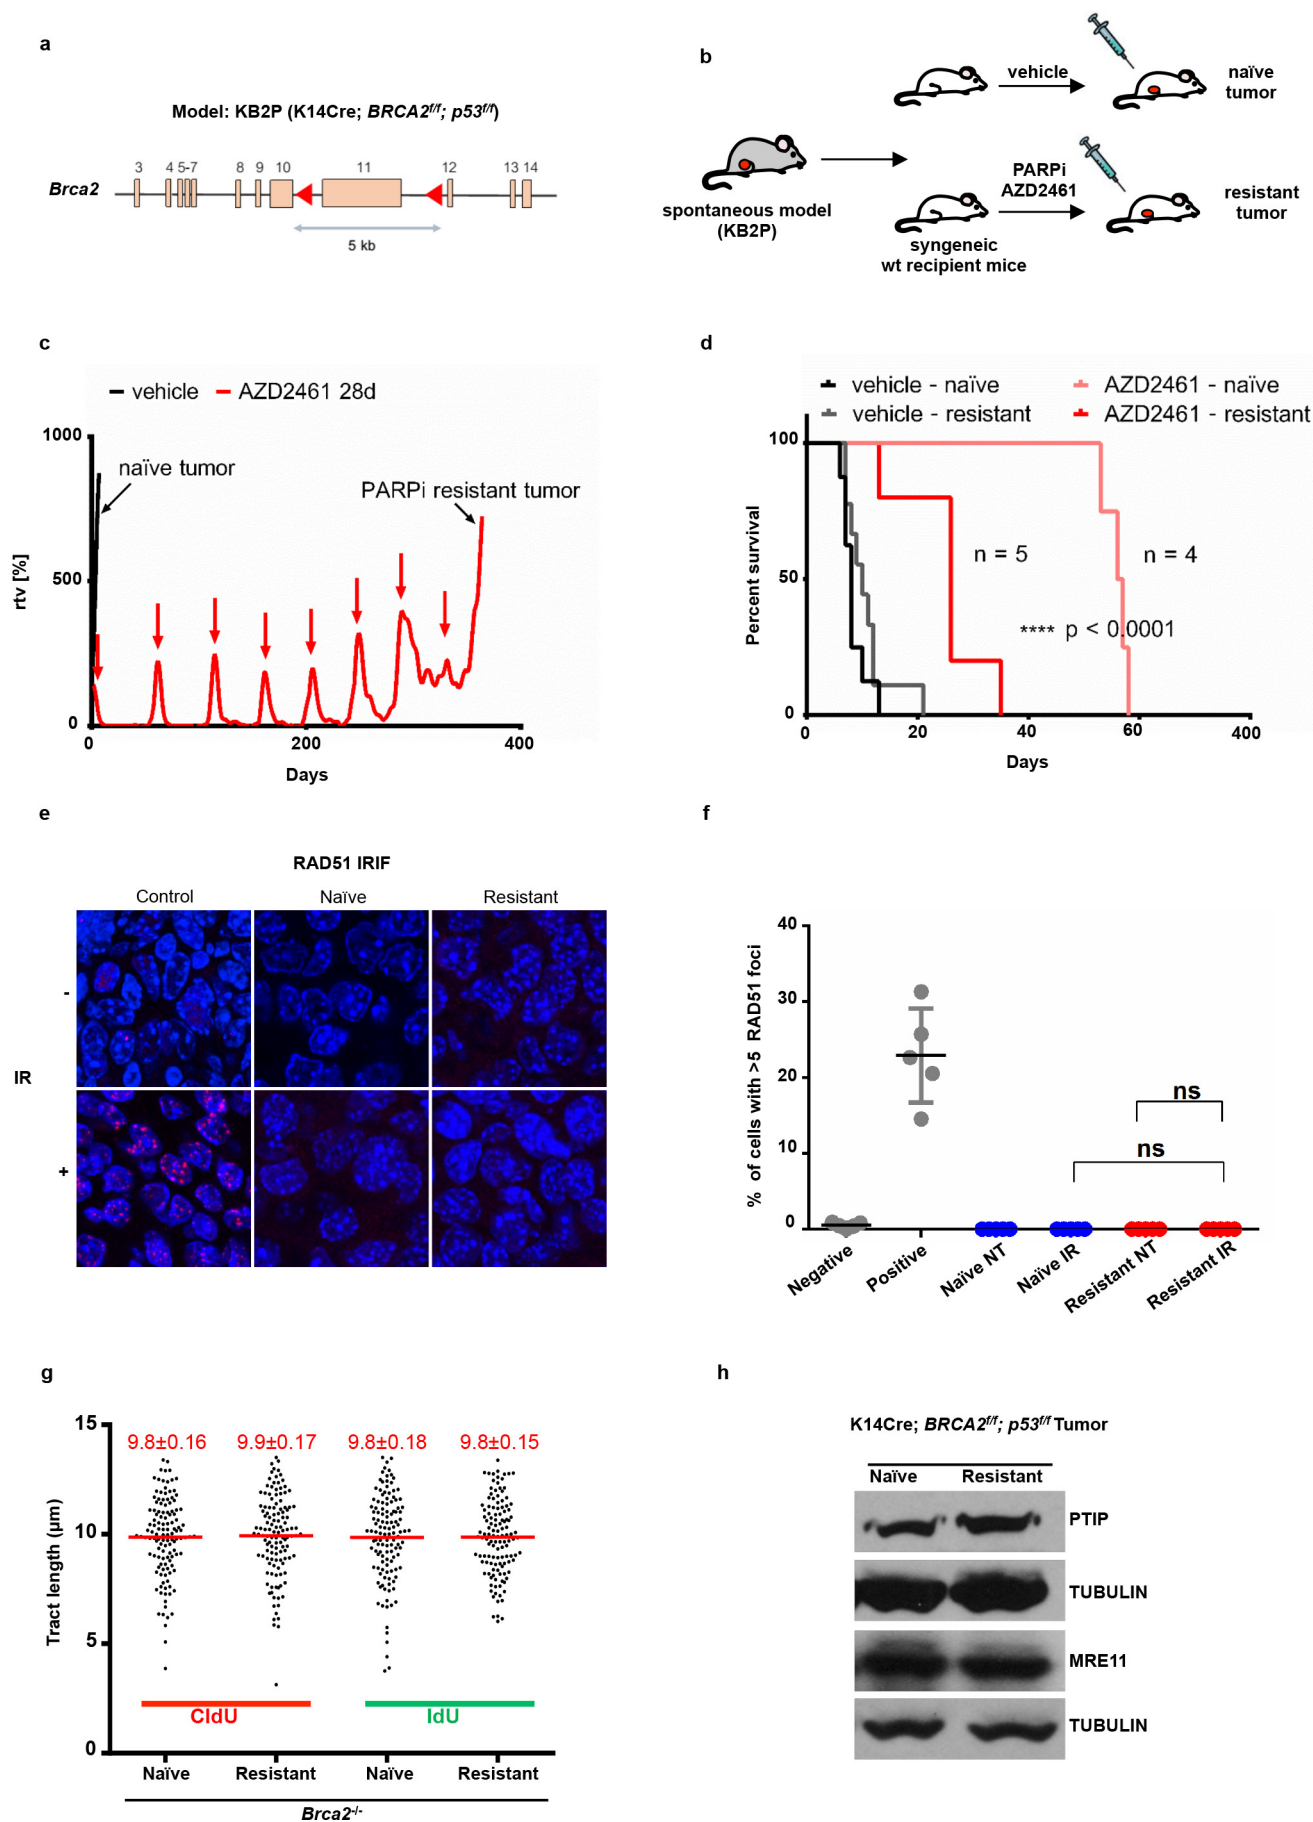 a
Model: KB2P (K14Cre; BRCA2f/f; p53f/f)
3 4 5-7 8 9 10 11 12 13 14
Brca2
5 kb
b
vehicle
naïve
tumor
PARPi
AZD2461
resistant
tumor
spontaneous model
(KB2P)
syngeneic
wt recipient mice
c
vehicle AZD2461 28d
1000
naïve tumor
PARPi resistant tumor
rtv [%]
500
0
0 200 400
Days
d
vehicle - naïve AZD2461 - naïve
vehicle - resistant AZD2461 - resistant
100
Percent survival
n = 5 n = 4
50
**** p < 0.0001
0
0 20 40 60 400
Days
e
RAD51 IRIF
Control Naïve Resistant
-
IR
+
f
% of cells with >5 RAD51 foci
40
30
20
10
0
ns
ns
Negative Positive Naïve NT Naïve IR Resistant NT Resistant IR
g
15
9.8±0.16 9.9±0.17 9.8±0.18 9.8±0.15
Tract length (µm)
10
5
CldU IdU
0
Naïve Resistant Naïve Resistant
Brca2-/-
h
K14Cre; BRCA2f/f; p53f/f Tumor
Naïve Resistant
PTIP
TUBULIN
MRE11
TUBULIN